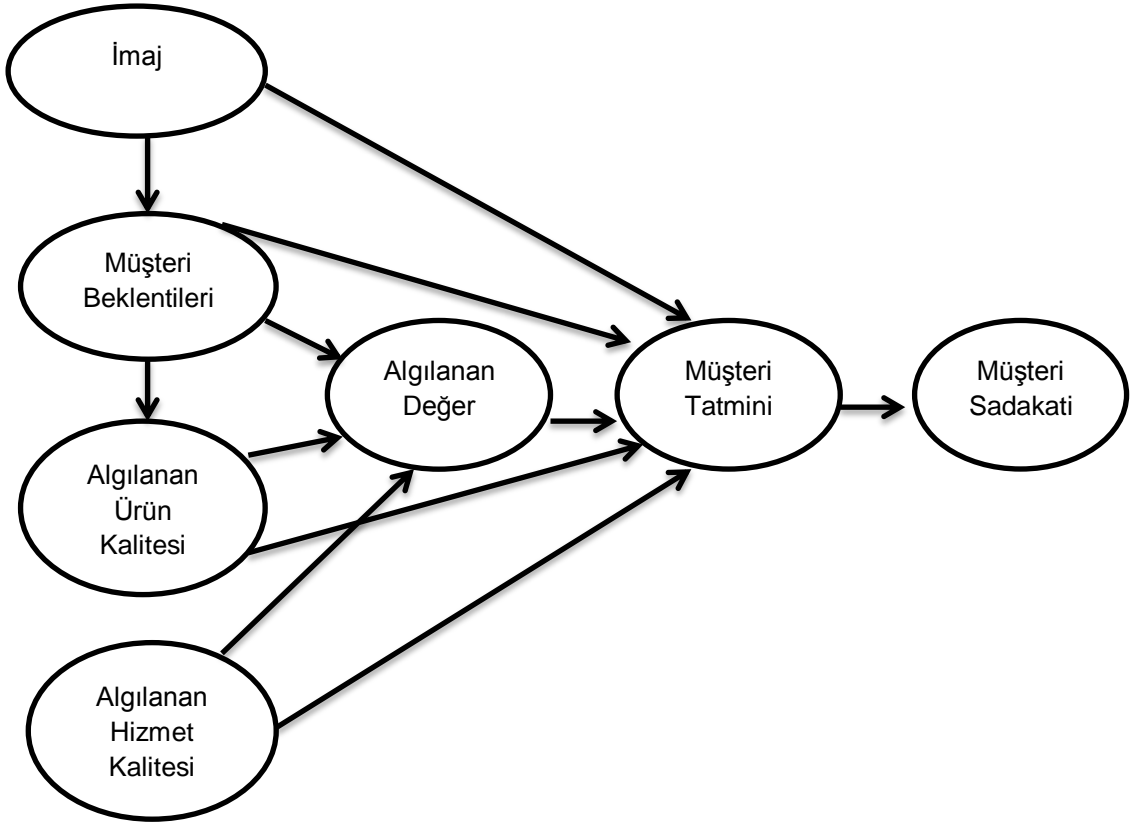 İmaj
Müşteri
Beklentileri
Algılanan
Değer
Müşteri
Tatmini
Müşteri
Sadakati
Algılanan
Ürün
Kalitesi
Algılanan
Hizmet
Kalitesi